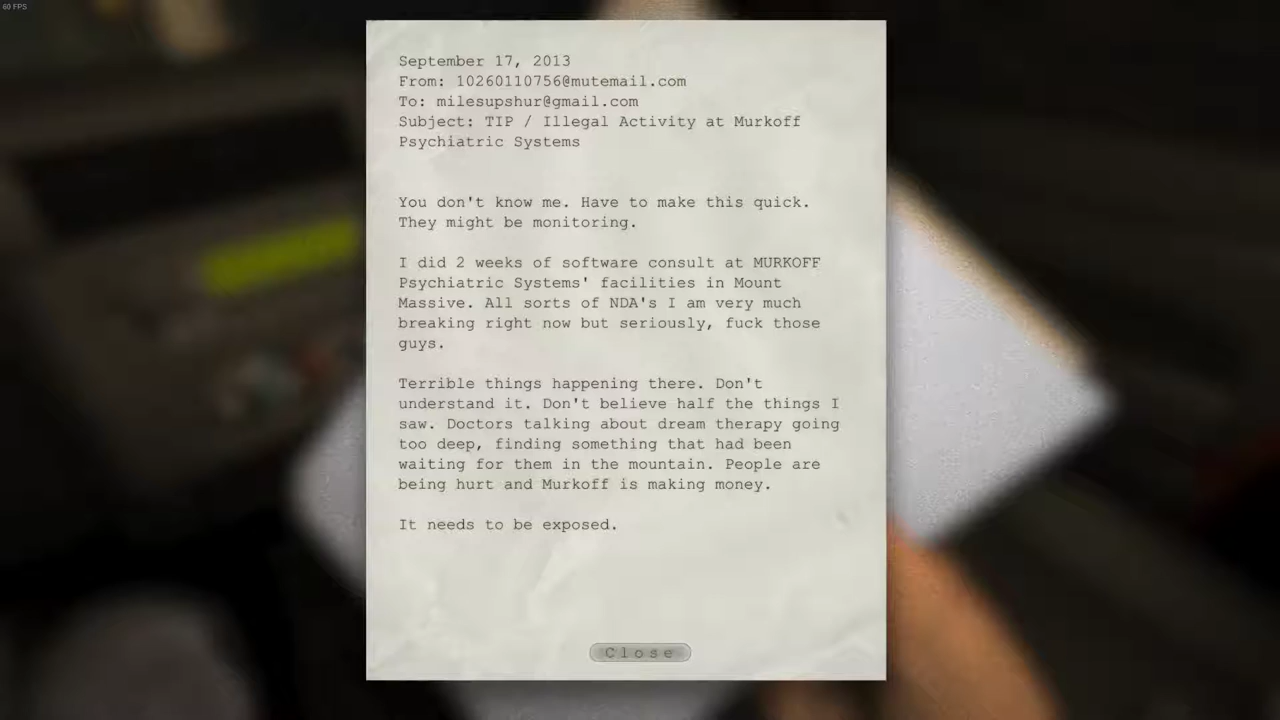 60 FPS
September 17, 2013
From: 10260110756@mutemail.com
To: milesupshur@gmail.com
Subject: TIP / Illegal Activity at Murkoff
Psychiatric Systems
You don't know me. Have to make this quick.
They might be monitoring.
I did 2 weeks of software consult at MURKOFF
Psychiatric Systems' facilities in Mount
Massive. All sorts of NDA's I am very much
breaking right now but seriously, fuck those
guys.
Terrible things happening there. Don't
understand it. Don't believe half the things I
saw. Doctors talking about dream therapy going
too deep, finding something that had been
waiting for them in the mountain. People are
being hurt and Murkoff is making money.
It needs to be exposed.
Close